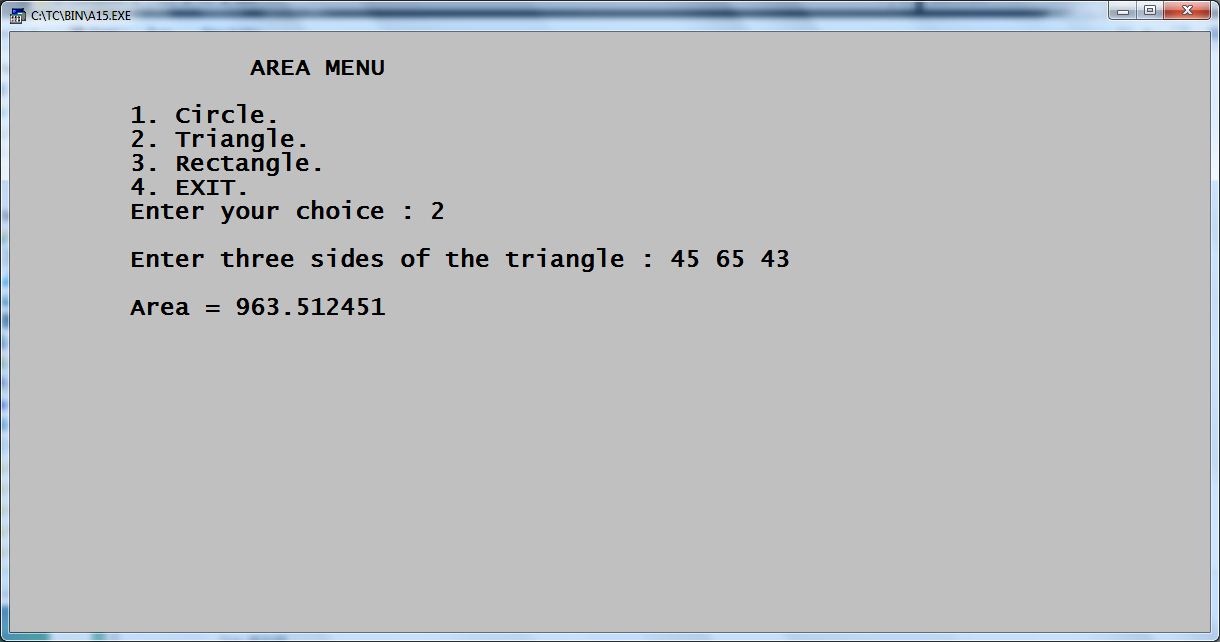 C:\TC\BIN\A15.EXE
AREA MENU
1. Circle.
2. Triangle.
3. Rectangle.
4. EXIT.
Enter your choice : 2
Enter three sides of the triangle : 45 65 43
Area = 963.512451